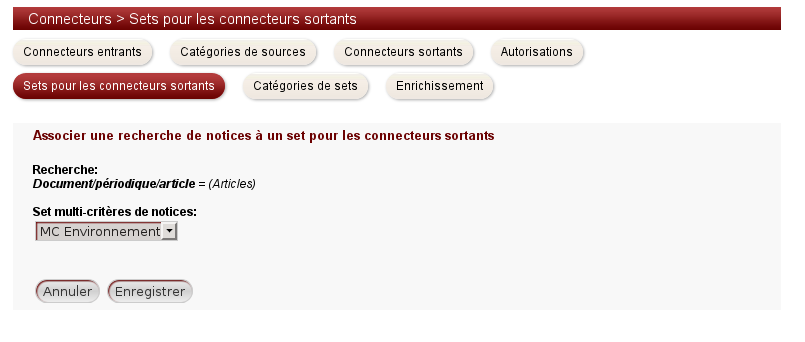 Connecteurs > Sets pour les connecteurs sortants
Connecteurs entrants Catégories de sources Connecteurs sortants Autorisations
Sets pour les connecteurs sortants Catégories de sets Enrichissement
Associer une recherche de notices à un set pour les connecteurs sortants
Recherche:
Document/périodique/article = (Articles)
Set multi-critères de notices:
MC Environnement
Annuler Enregistrer